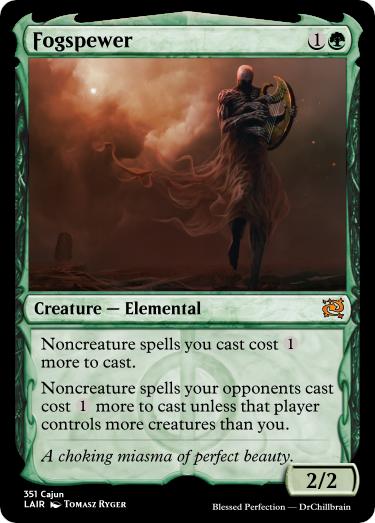 Fogspewer 1
Creature — Elemental
Noncreature spells you cast cost 1
more to cast.
Noncreature spells your opponents cast
cost 1 more to cast unless that player
controls more creatures than you.
A choking miasma of perfect beauty.
2/2
351 Cajun
LAIR Tomasz Ryger
Blessed Perfection — DrChillbrain